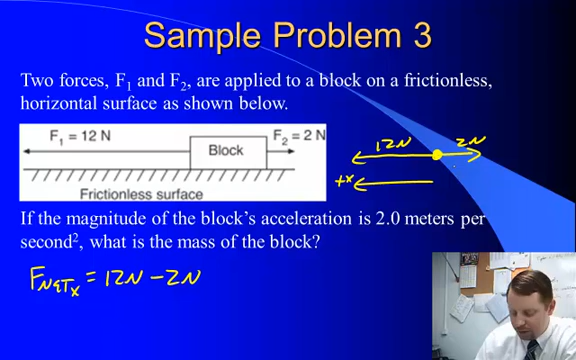 Sample Problem 3
Two forces, F₁ and F₂, are applied to a block on a frictionless,
horizontal surface as shown below.
F₁ = 12 N
F₂ = 2 N
Block
Frictionless surface
12N
2N
+x
If the magnitude of the block's acceleration is 2.0 meters per
second², what is the mass of the block?
FNETx = 12N - 2N